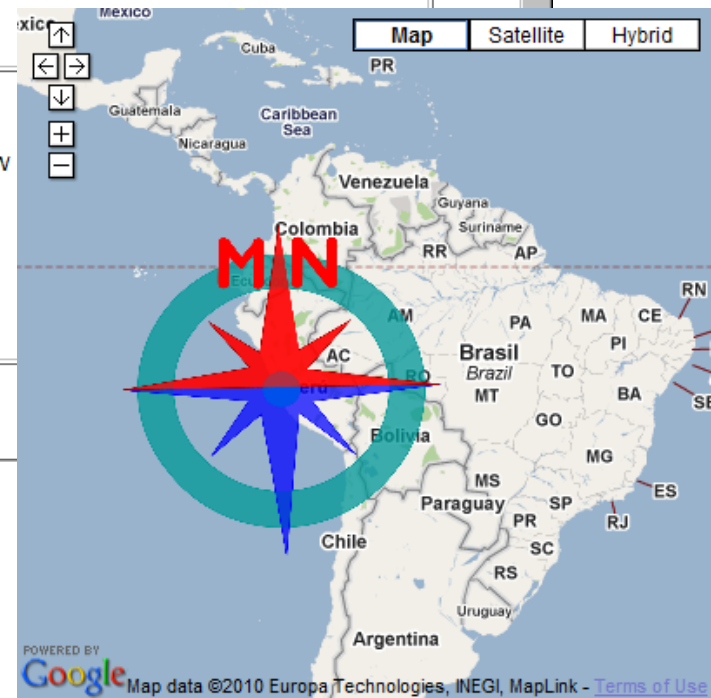 Mexico
xico
Map Satellite Hybrid
Cuba
PR
Guatemala
Caribbean
Sea
Nicaragua
W
Venezuela
Guyana
Suriname
Colombia
RR
AP
M N
RN
AM
PA
MA
CE
PI
AC
Brasil
Brazil
TO
RO
MT
BA
SE
GO
Bolivia
MG
MS
ES
Paraguay
SP
RJ
PR
Chile
SC
RS
Uruguay
Argentina
POWERED BY
Google
Map data ©2010 Europa Technologies, INEGI, MapLink - Terms of Use